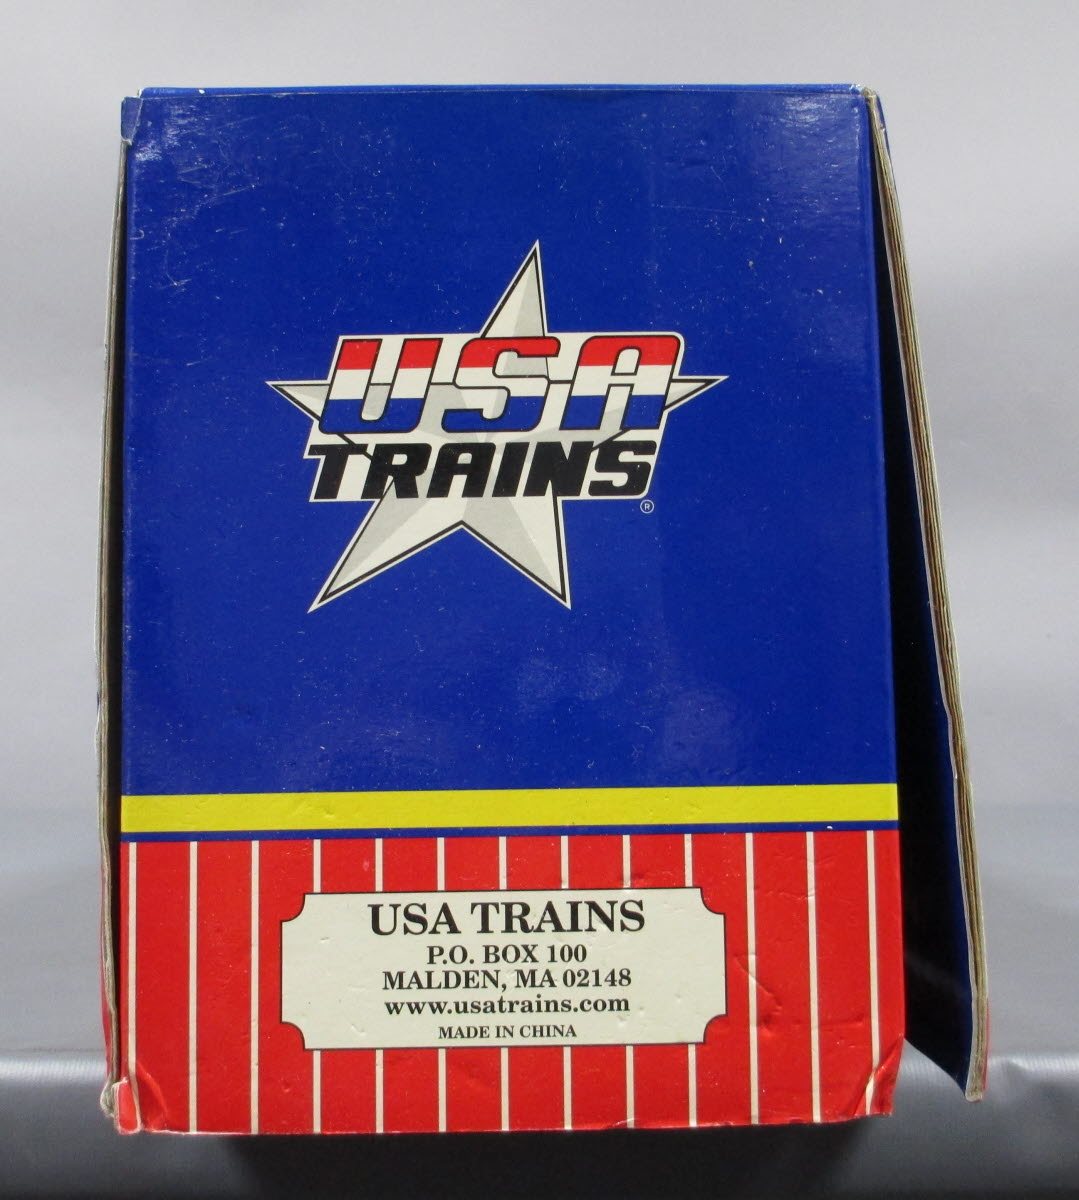 USA
TRAINS
®
USA TRAINS
P.O. BOX 100
MALDEN, MA 02148
www.usatrains.com
MADE IN CHINA